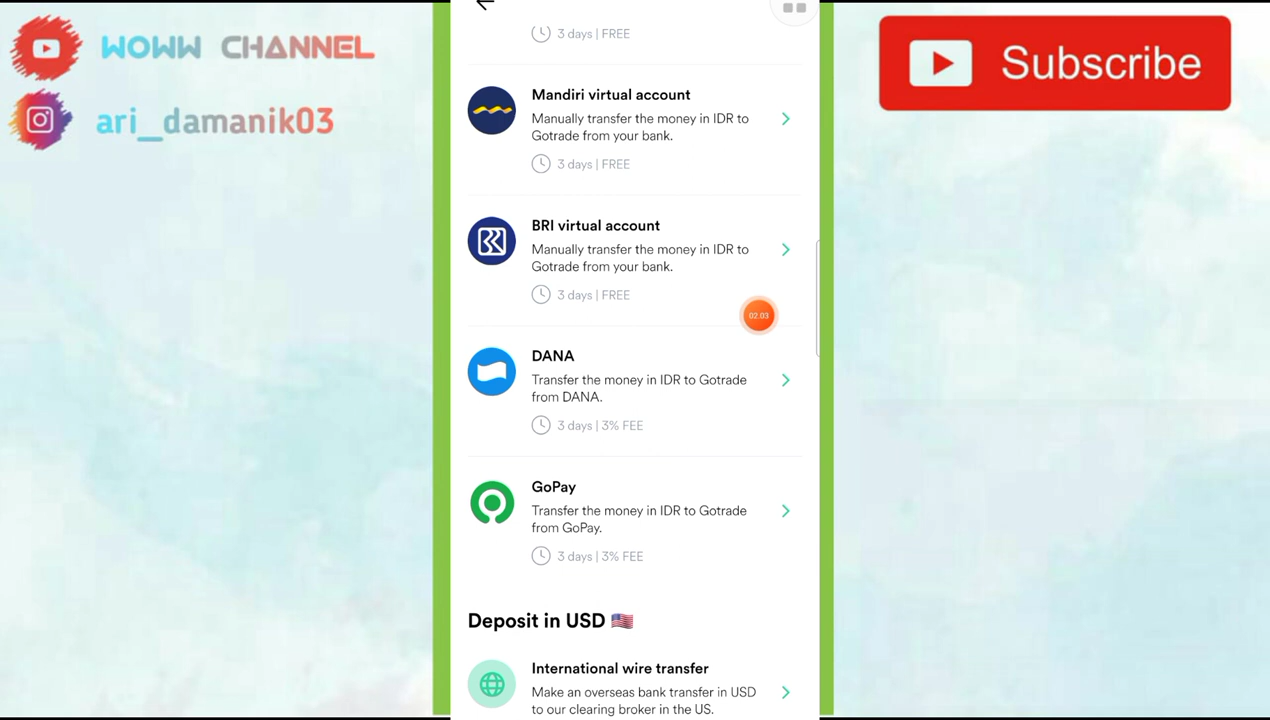 WOWW CHANNEL
ari_damanik03
Subscribe
3 days | FREE
Mandiri virtual account
Manually transfer the money in IDR to
Gotrade from your bank.
3 days | FREE
BRI virtual account
Manually transfer the money in IDR to
Gotrade from your bank.
3 days | FREE
02.03
DANA
Transfer the money in IDR to Gotrade
from DANA.
3 days | 3% FEE
GoPay
Transfer the money in IDR to Gotrade
from GoPay.
3 days | 3% FEE
Deposit in USD 🇺🇸
International wire transfer
Make an overseas bank transfer in USD
to our clearing broker in the US.